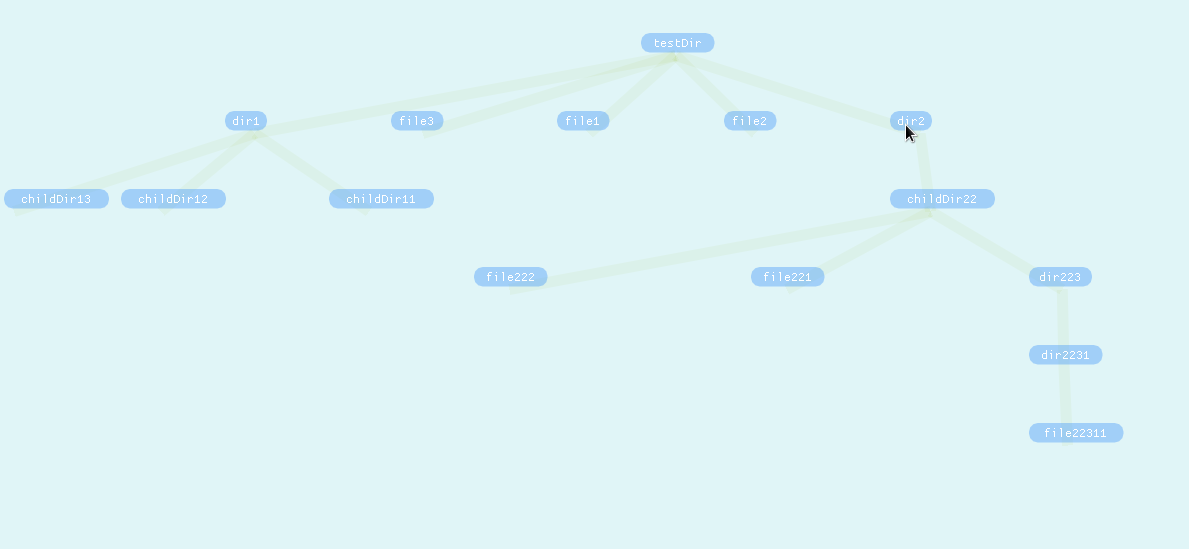 testDir
dir1 file3 file1 file2 dir2
childDir13 childDir12 childDir11 childDir22
file222 file221 dir223
dir2231
file22311